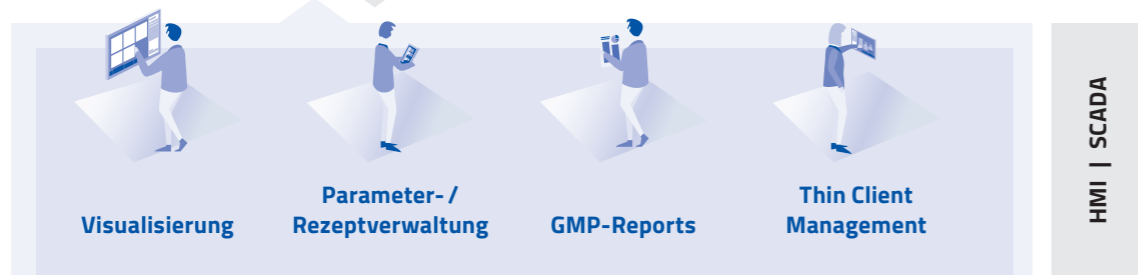 Visualisierung
Parameter- /
Rezeptverwaltung
GMP-Reports
Thin Client
Management
HMI | SCADA